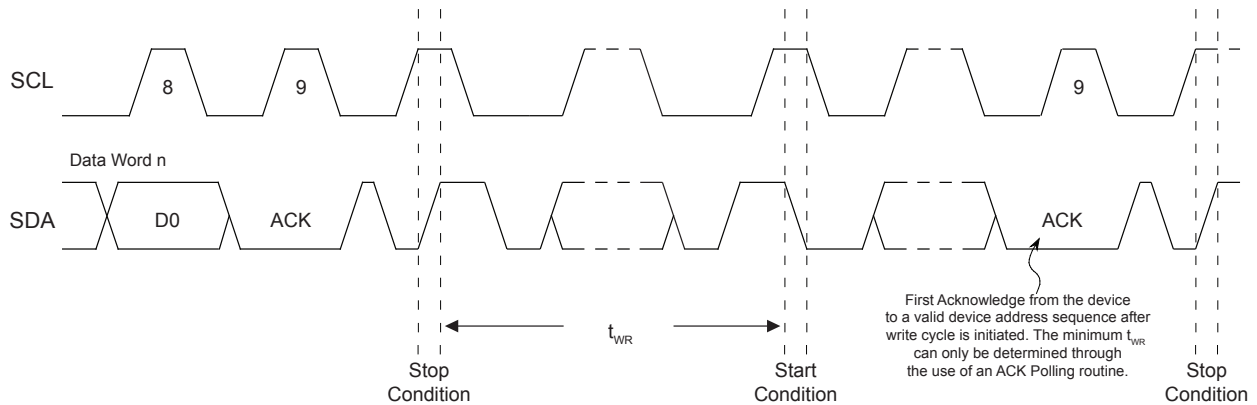 SCL
8
9
9
Data Word n
SDA
D0
ACK
ACK
First Acknowledge from the device
to a valid device address sequence after
write cycle is initiated. The minimum tWR
can only be determined through
the use of an ACK Polling routine.
tWR
Stop
Condition
Start
Condition
Stop
Condition